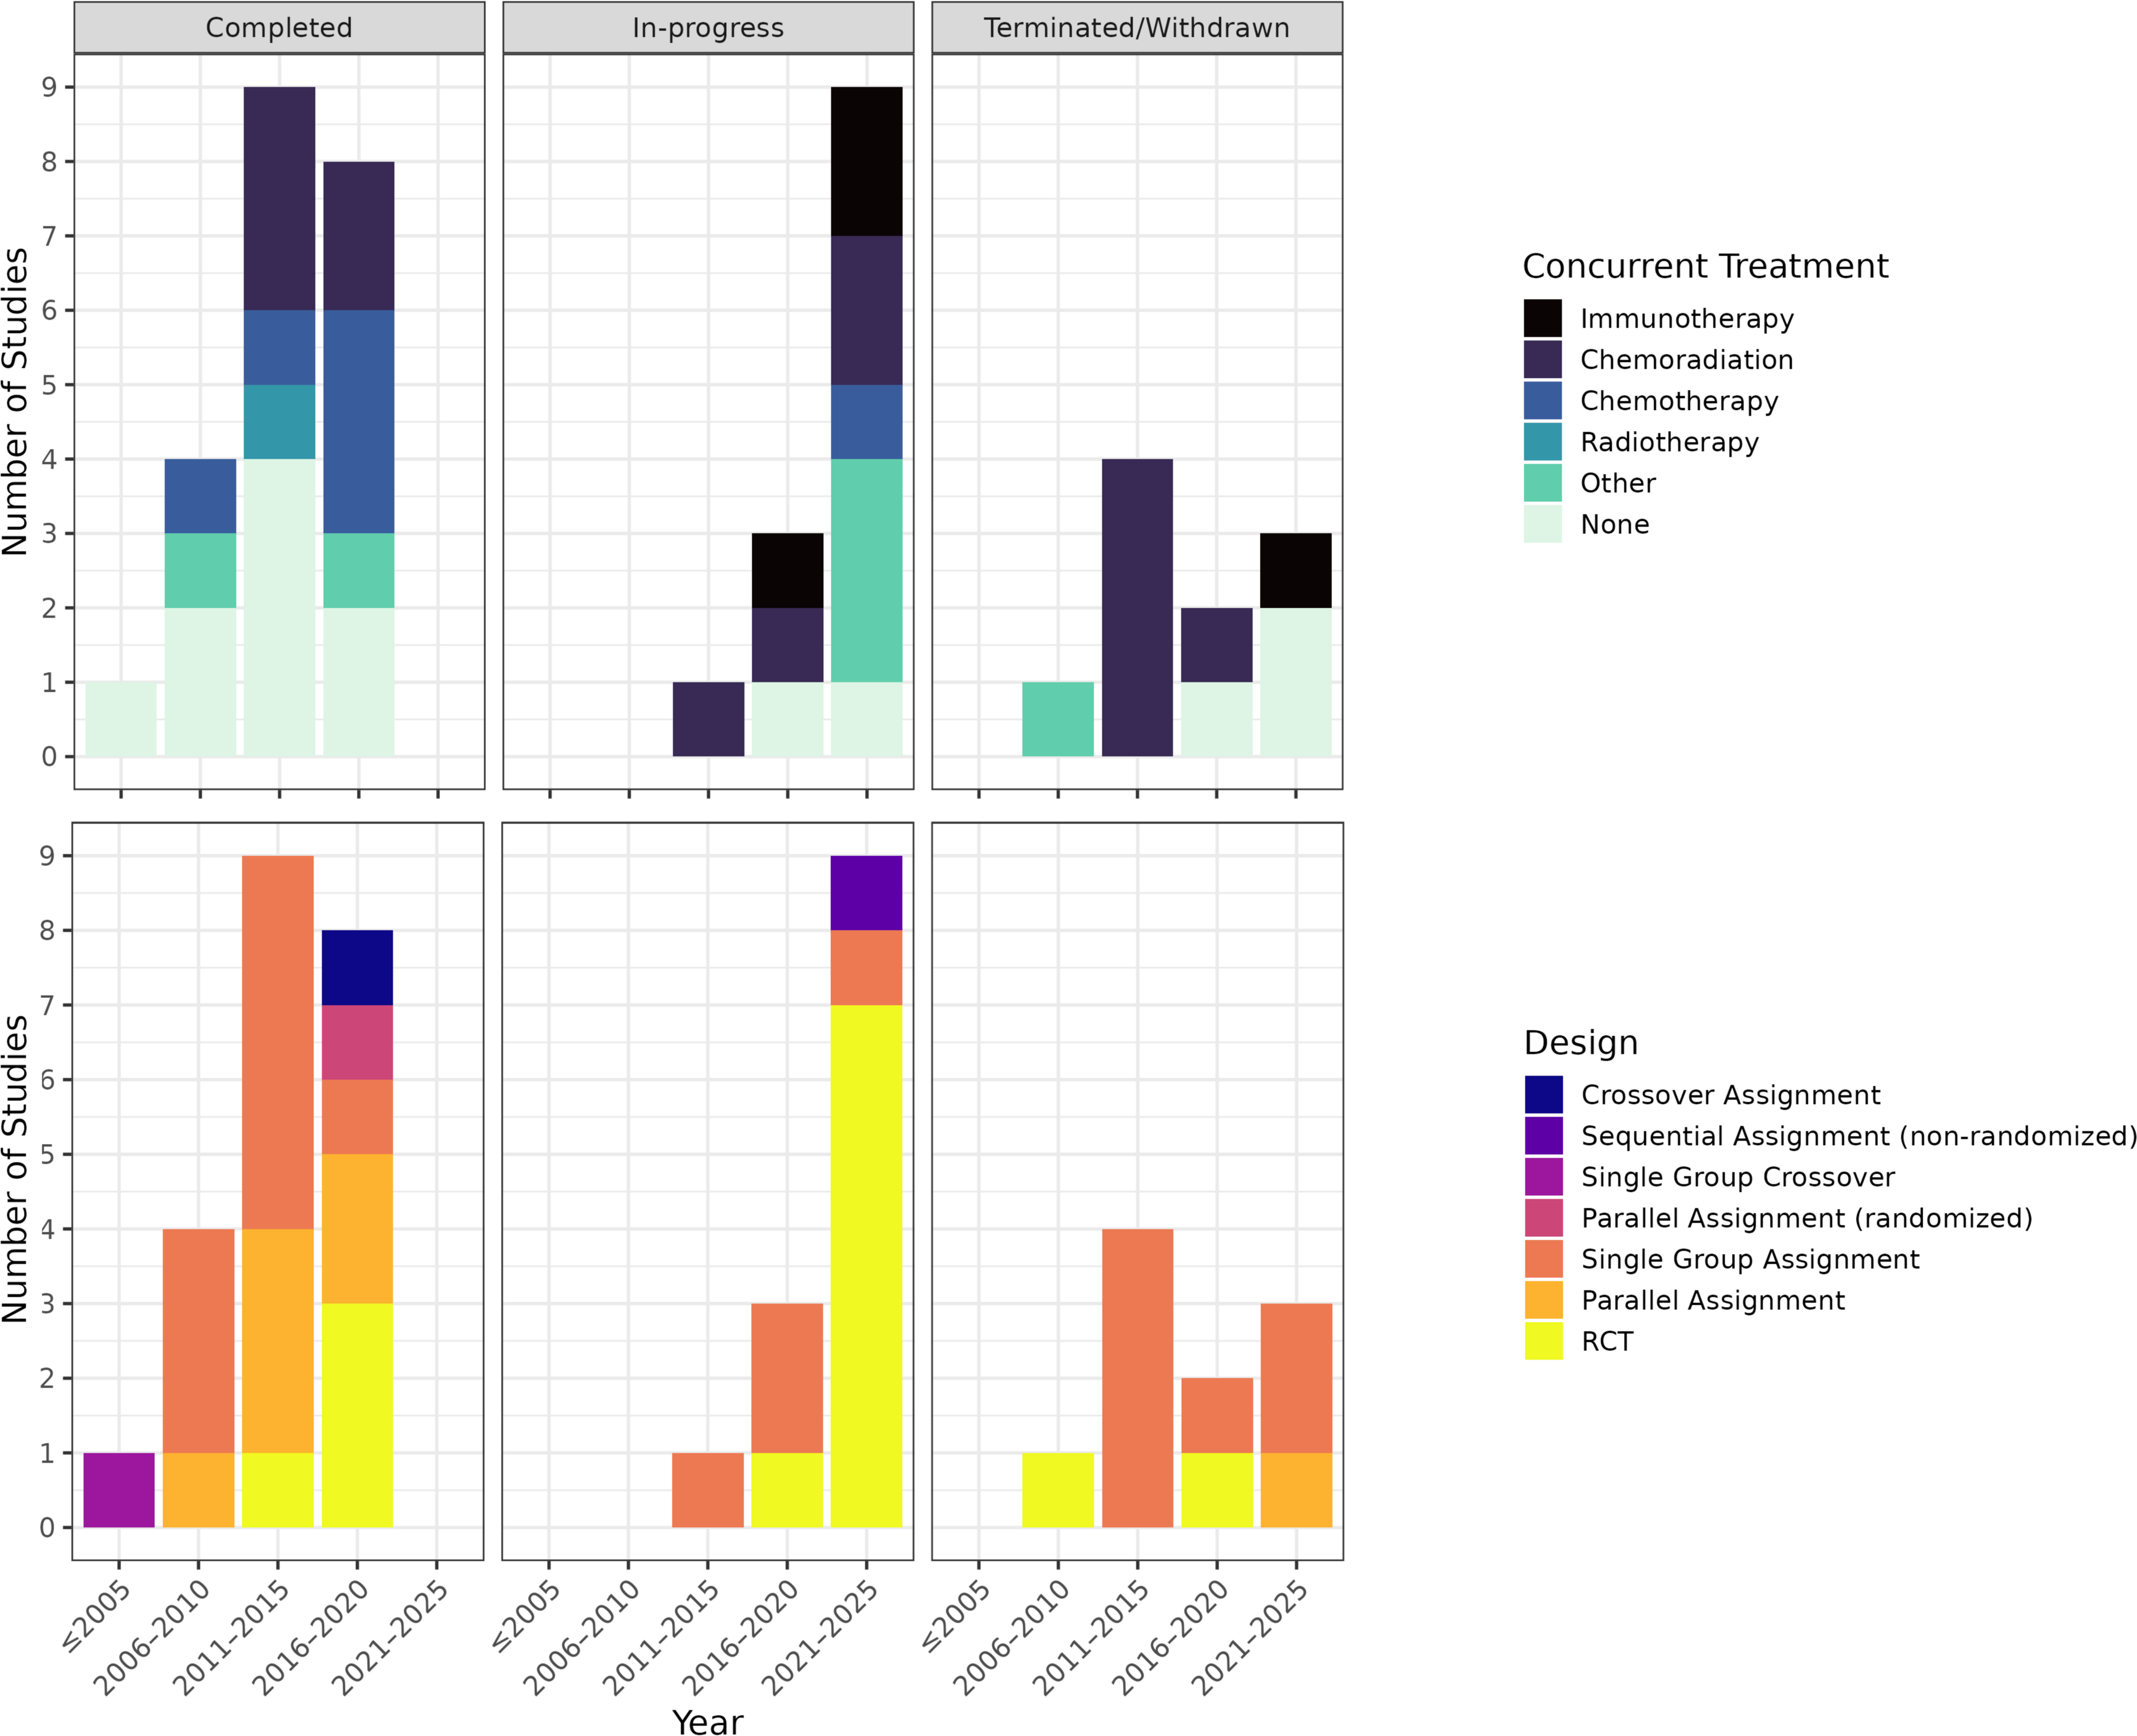 Completed
In-progress
Terminated/Withdrawn
Number of Studies
9
8
7
6
5
4
3
2
1
0
Concurrent Treatment
Immunotherapy
Chemoradiation
Chemotherapy
Radiotherapy
Other
None
Number of Studies
9
8
7
6
5
4
3
2
1
0
Design
Crossover Assignment
Sequential Assignment (non-randomized)
Single Group Crossover
Parallel Assignment (randomized)
Single Group Assignment
Parallel Assignment
RCT
≤2005
2006-2010
2011-2015
2016-2020
2021-2025
≤2005
2006-2010
2011-2015
2016-2020
2021-2025
≤2005
2006-2010
2011-2015
2016-2020
2021-2025
Year